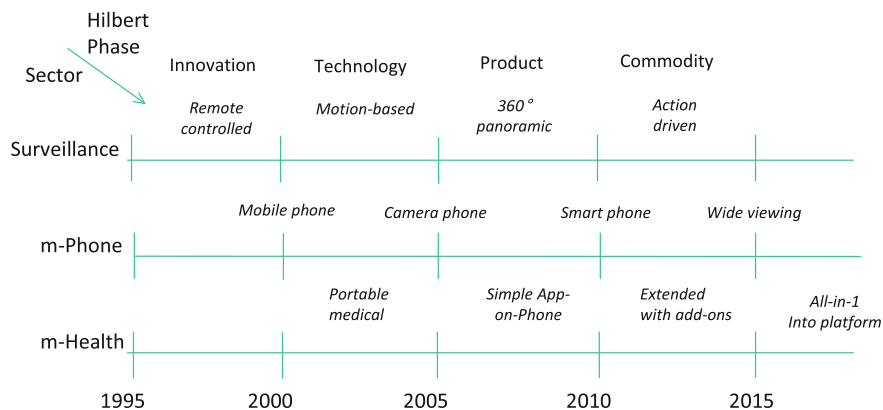 Hilbert
Phase
Sector
Innovation
Technology
Product
Commodity
Remote
controlled
Motion-based
360°
panoramic
Action
driven
Surveillance
Mobile phone
Camera phone
Smart phone
Wide viewing
m-Phone
Portable
medical
Simple App-
on-Phone
Extended
with add-ons
All-in-1
Into platform
m-Health
1995
2000
2005
2010
2015